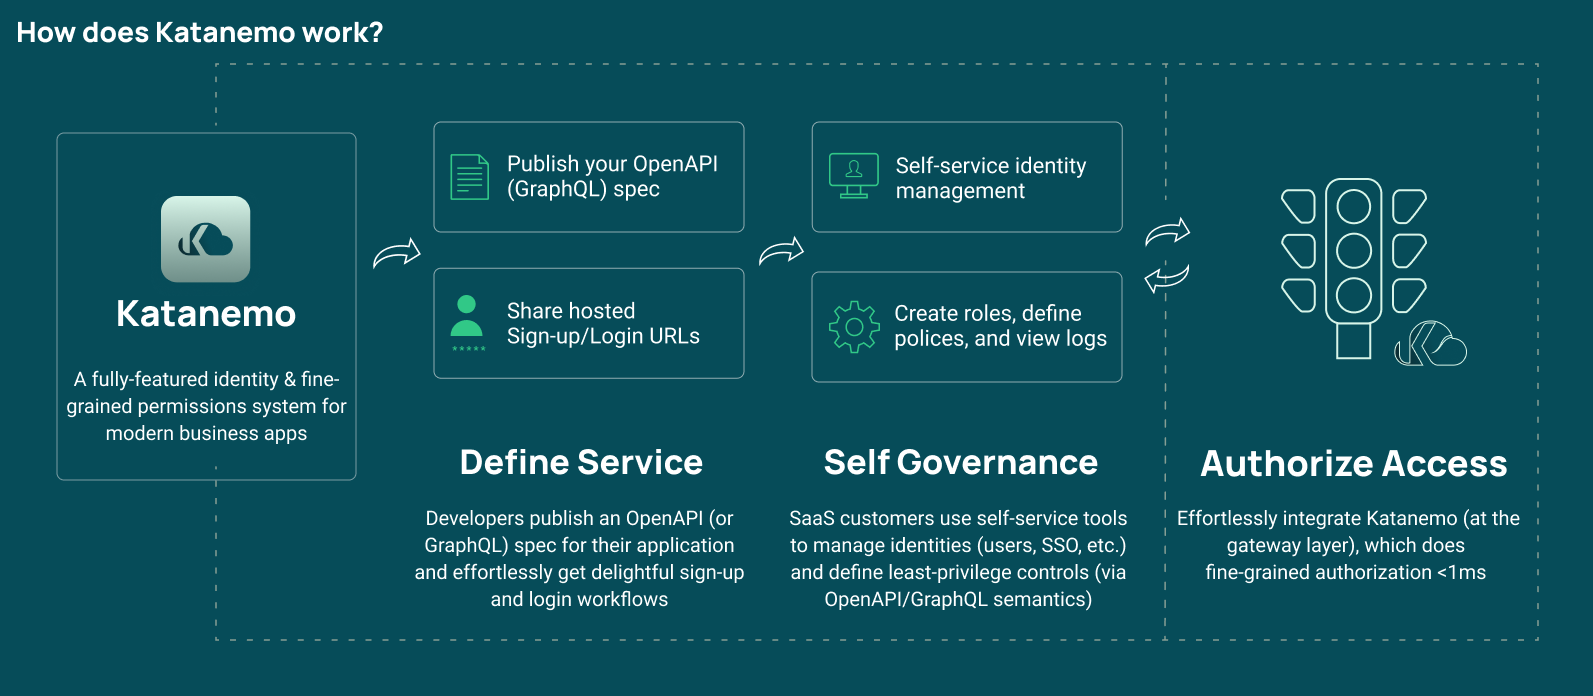 How does Katanemo work?
Katanemo
A fully-featured identity & fine-
grained permissions system for
modern business apps
Publish your OpenAPI
(GraphQL) spec
Share hosted
Sign-up/Login URLs
Define Service
Developers publish an OpenAPI (or
GraphQL) spec for their application
and effortlessly get delightful sign-up
and login workflows
Self-service identity
management
Create roles, define
polices, and view logs
Self Governance
SaaS customers use self-service tools
to manage identities (users, SSO, etc.)
and define least-privilege controls (via
OpenAPI/GraphQL semantics)
Authorize Access
Effortlessly integrate Katanemo (at the
gateway layer), which does
fine-grained authorization <1ms